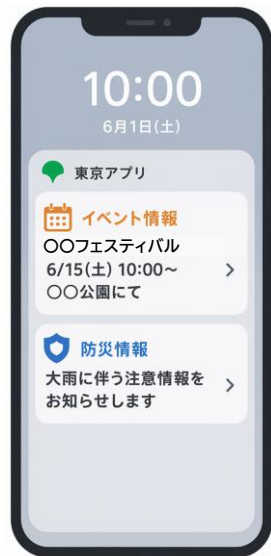 10:00
6月1日(土)
東京アプリ
イベント情報
〇〇フェスティバル
6/15(土) 10:00～
〇〇公園にて
防災情報
大雨に伴う注意情報を
お知らせします